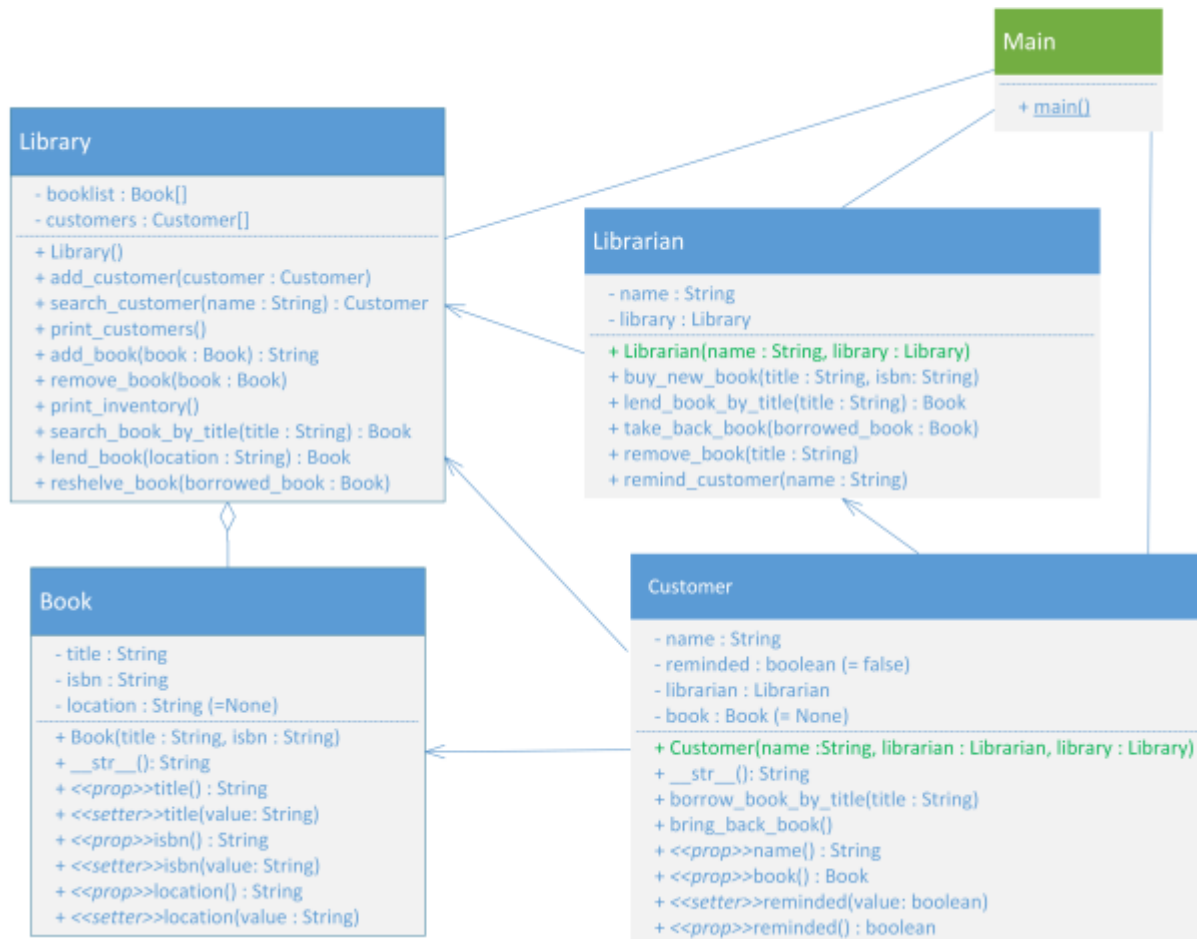 Main
+ main()
Library
- booklist : Book[]
- customers : Customer[]
+ Library()
+ add_customer(customer : Customer)
+ search_customer(name : String) : Customer
+ print_customers()
+ add_book(book : Book) : String
+ remove_book(book : Book)
+ print_inventory()
+ search_book_by_title(title : String) : Book
+ lend_book(location : String) : Book
+ reshelve_book(borrowed_book : Book)
Librarian
- name : String
- library : Library
+ Librarian(name : String, library : Library)
+ buy_new_book(title : String, isbn: String)
+ lend_book_by_title(title : String) : Book
+ take_back_book(borrowed_book : Book)
+ remove_book(title : String)
+ remind_customer(name : String)
Book
- title : String
- isbn : String
- location : String (=None)
+ Book(title : String, isbn : String)
+ __str__(): String
+ <<prop>>title() : String
+ <<setter>>title(value: String)
+ <<prop>>isbn() : String
+ <<setter>>isbn(value: String)
+ <<prop>>location() : String
+ <<setter>>location(value : String)
Customer
- name : String
- reminded : boolean (= false)
- librarian : Librarian
- book : Book (= None)
+ Customer(name :String, librarian : Librarian, library : Library)
+ __str__(): String
+ borrow_book_by_title(title : String)
+ bring_back_book()
+ <<prop>>name() : String
+ <<prop>>book() : Book
+ <<setter>>reminded(value: boolean)
+ <<prop>>reminded() : boolean